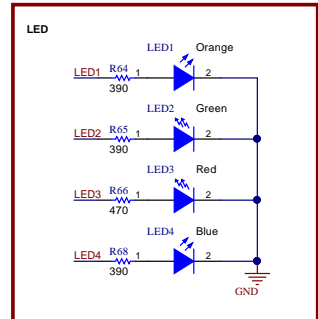 LED
LED1 Orange
LED1 R64 1 2
390
LED2 Green
LED2 R65 1 2
390
LED3 Red
LED3 R66 1 2
470
LED4 Blue
LED4 R68 1 2
390
GND